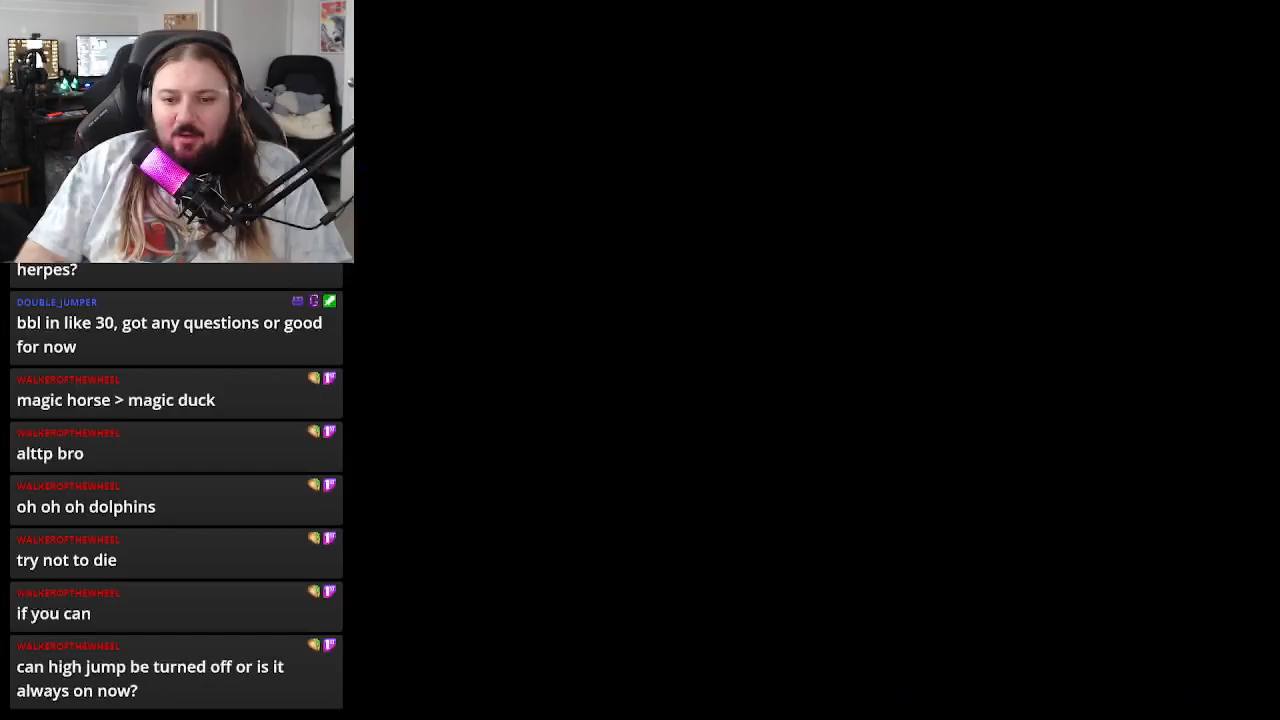 herpes?
DOUBLE_JUMPER
bbl in like 30, got any questions or good
for now
WALKEROFTHEWHEEL
magic horse > magic duck
WALKEROFTHEWHEEL
alttp bro
WALKEROFTHEWHEEL
oh oh oh dolphins
WALKEROFTHEWHEEL
try not to die
WALKEROFTHEWHEEL
if you can
WALKEROFTHEWHEEL
can high jump be turned off or is it
always on now?